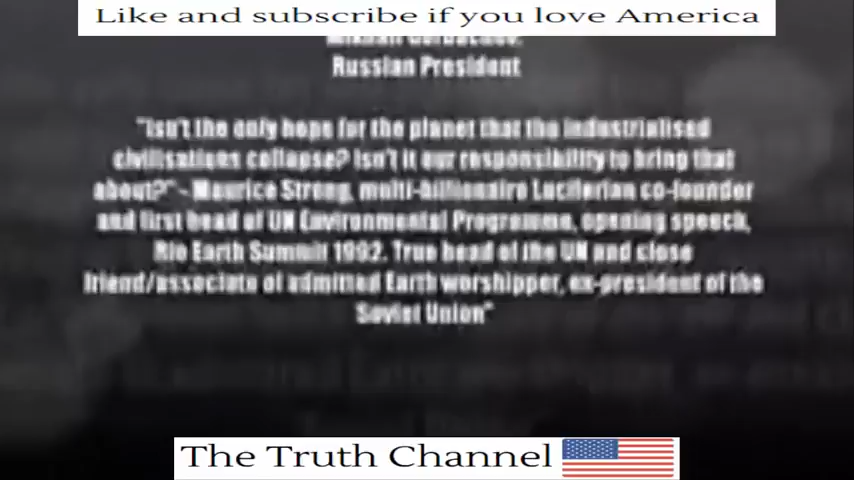 Like and subscribe if you love America
Mikhail Gorbachev,
Russian President
"Isn't the only hope for the planet that the industrialised
civilisations collapse? Isn't it our responsibility to bring that
about?" - Maurice Strong, multi-billionaire Luciferian co-founder
and first head of UN Environmental Programme, opening speech,
Rio Earth Summit 1992. True head of the UN and close
friend/associate of admitted Earth worshipper, ex-president of the
Soviet Union"
The Truth Channel